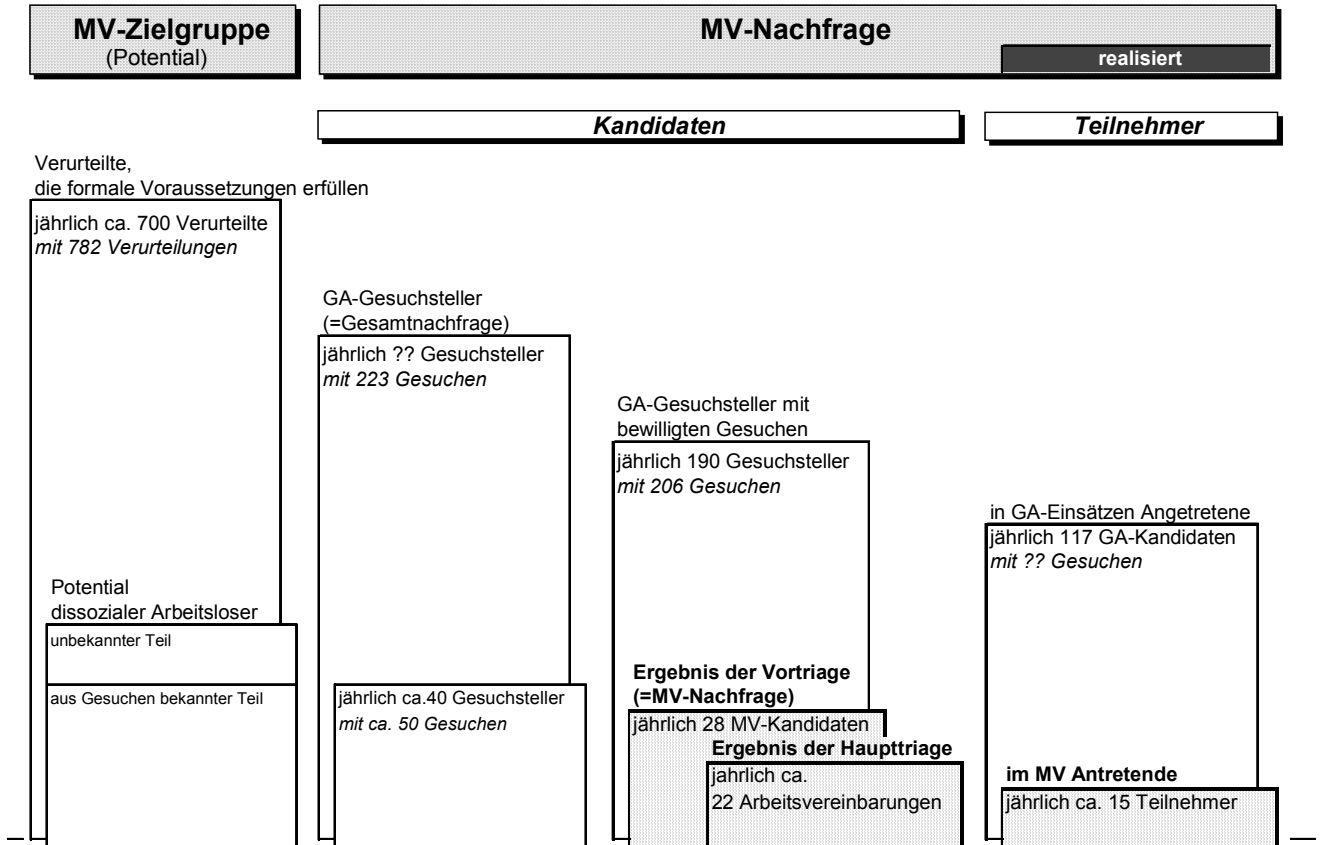 MV-Zielgruppe
(Potential)
MV-Nachfrage
realisiert
Kandidaten
Teilnehmer
Verurteilte,
die formale Voraussetzungen erfüllen
jährlich ca. 700 Verurteilte
mit 782 Verurteilungen
Potential
dissozialer Arbeitsloser
unbekannter Teil
aus Gesuchen bekannter Teil
GA-Gesuchsteller
(=Gesamtnachfrage)
jährlich ?? Gesuchsteller
mit 223 Gesuchen
jährlich ca.40 Gesuchsteller
mit ca. 50 Gesuchen
GA-Gesuchsteller mit
bewilligten Gesuchen
jährlich 190 Gesuchsteller
mit 206 Gesuchen
Ergebnis der Vortriage
(=MV-Nachfrage)
jährlich 28 MV-Kandidaten
Ergebnis der Haupttriage
jahrlich ca.
22 Arbeitsvereinbarungen
in GA-Einsätzen Angetretene
jährlich 117 GA-Kandidaten
mit ?? Gesuchen
im MV Antretende
jährlich ca. 15 Teilnehmer